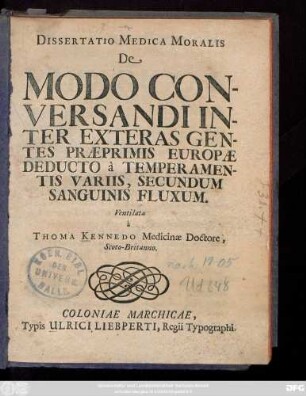 DISSERTATIO MEDICA MORALIS
De
MODO CON-
VERSANDI IN-
TER EXTERAS GEN-
TES PRÆPRIMIS EUROPÆ
DEDUCTO à TEMPERAMEN-
TIS VARIIS, SECUNDUM
SANGUINIS FLUXUM.
Ventilata
à
THOMA KENNEDO Medicinæ Doctore,
Scoto-Britanno.
COLONIAE MARCHICAE,
Typis ULRICI LIEBPERTI, Regii Typographi.